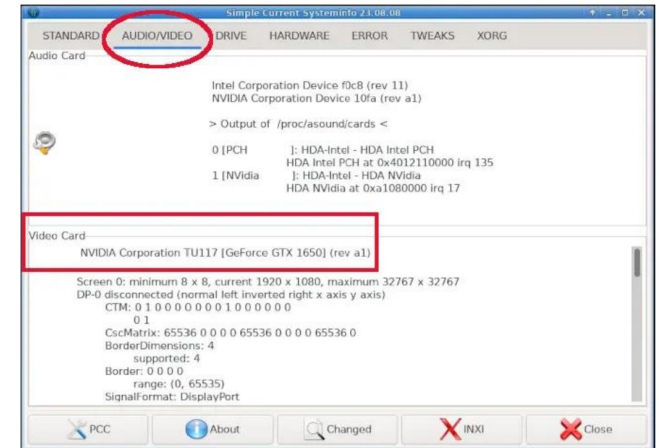 Simple Current Systeminfo 23.08.08
STANDARD AUDIO/VIDEO DRIVE HARDWARE ERROR TWEAKS XORG
Audio Card
Intel Corporation Device f0c8 (rev 11)
NVIDIA Corporation Device 10fa (rev a1)
> Output of /proc/asound/cards <
0 [PCH ]: HDA-Intel - HDA Intel PCH
HDA Intel PCH at 0x4012110000 irq 135
1 [NVidia ]: HDA-Intel - HDA NVidia
HDA NVidia at 0xa1080000 irq 17
Video Card
NVIDIA Corporation TU117 [GeForce GTX 1650] (rev a1)
Screen 0: minimum 8 x 8, current 1920 x 1080, maximum 32767 x 32767
DP-0 disconnected (normal left inverted right x axis y axis)
CTM: 0 1 0 0 0 0 0 0 0 1 0 0 0 0 0 0
0 1
CscMatrix: 65536 0 0 0 0 65536 0 0 0 0 65536 0
BorderDimensions: 4
supported: 4
Border: 0 0 0 0
range: (0, 65535)
SignalFormat: DisplayPort
PCC About Changed INXI Close